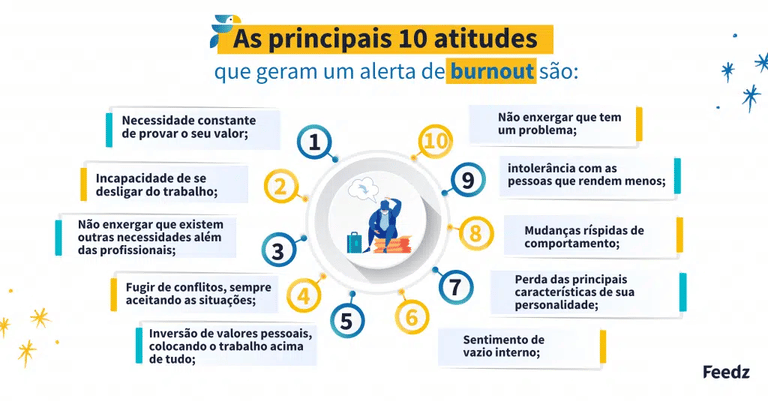 As principais 10 atitudes
que geram um alerta de burnout são:
1
Necessidade constante
de provar o seu valor;
2
Incapacidade de se
desligar do trabalho;
3
Não enxergar que existem
outras necessidades além
das profissionais;
4
Fugir de conflitos, sempre
aceitando as situações;
5
Inversão de valores pessoais,
colocando o trabalho acima
de tudo;
6
Sentimento de
vazio interno;
7
Perda das principais
características de sua
personalidade;
8
Mudanças ríspidas de
comportamento;
9
intolerância com as
pessoas que rendem menos;
10
Não enxergar que tem
um problema;
Feedz